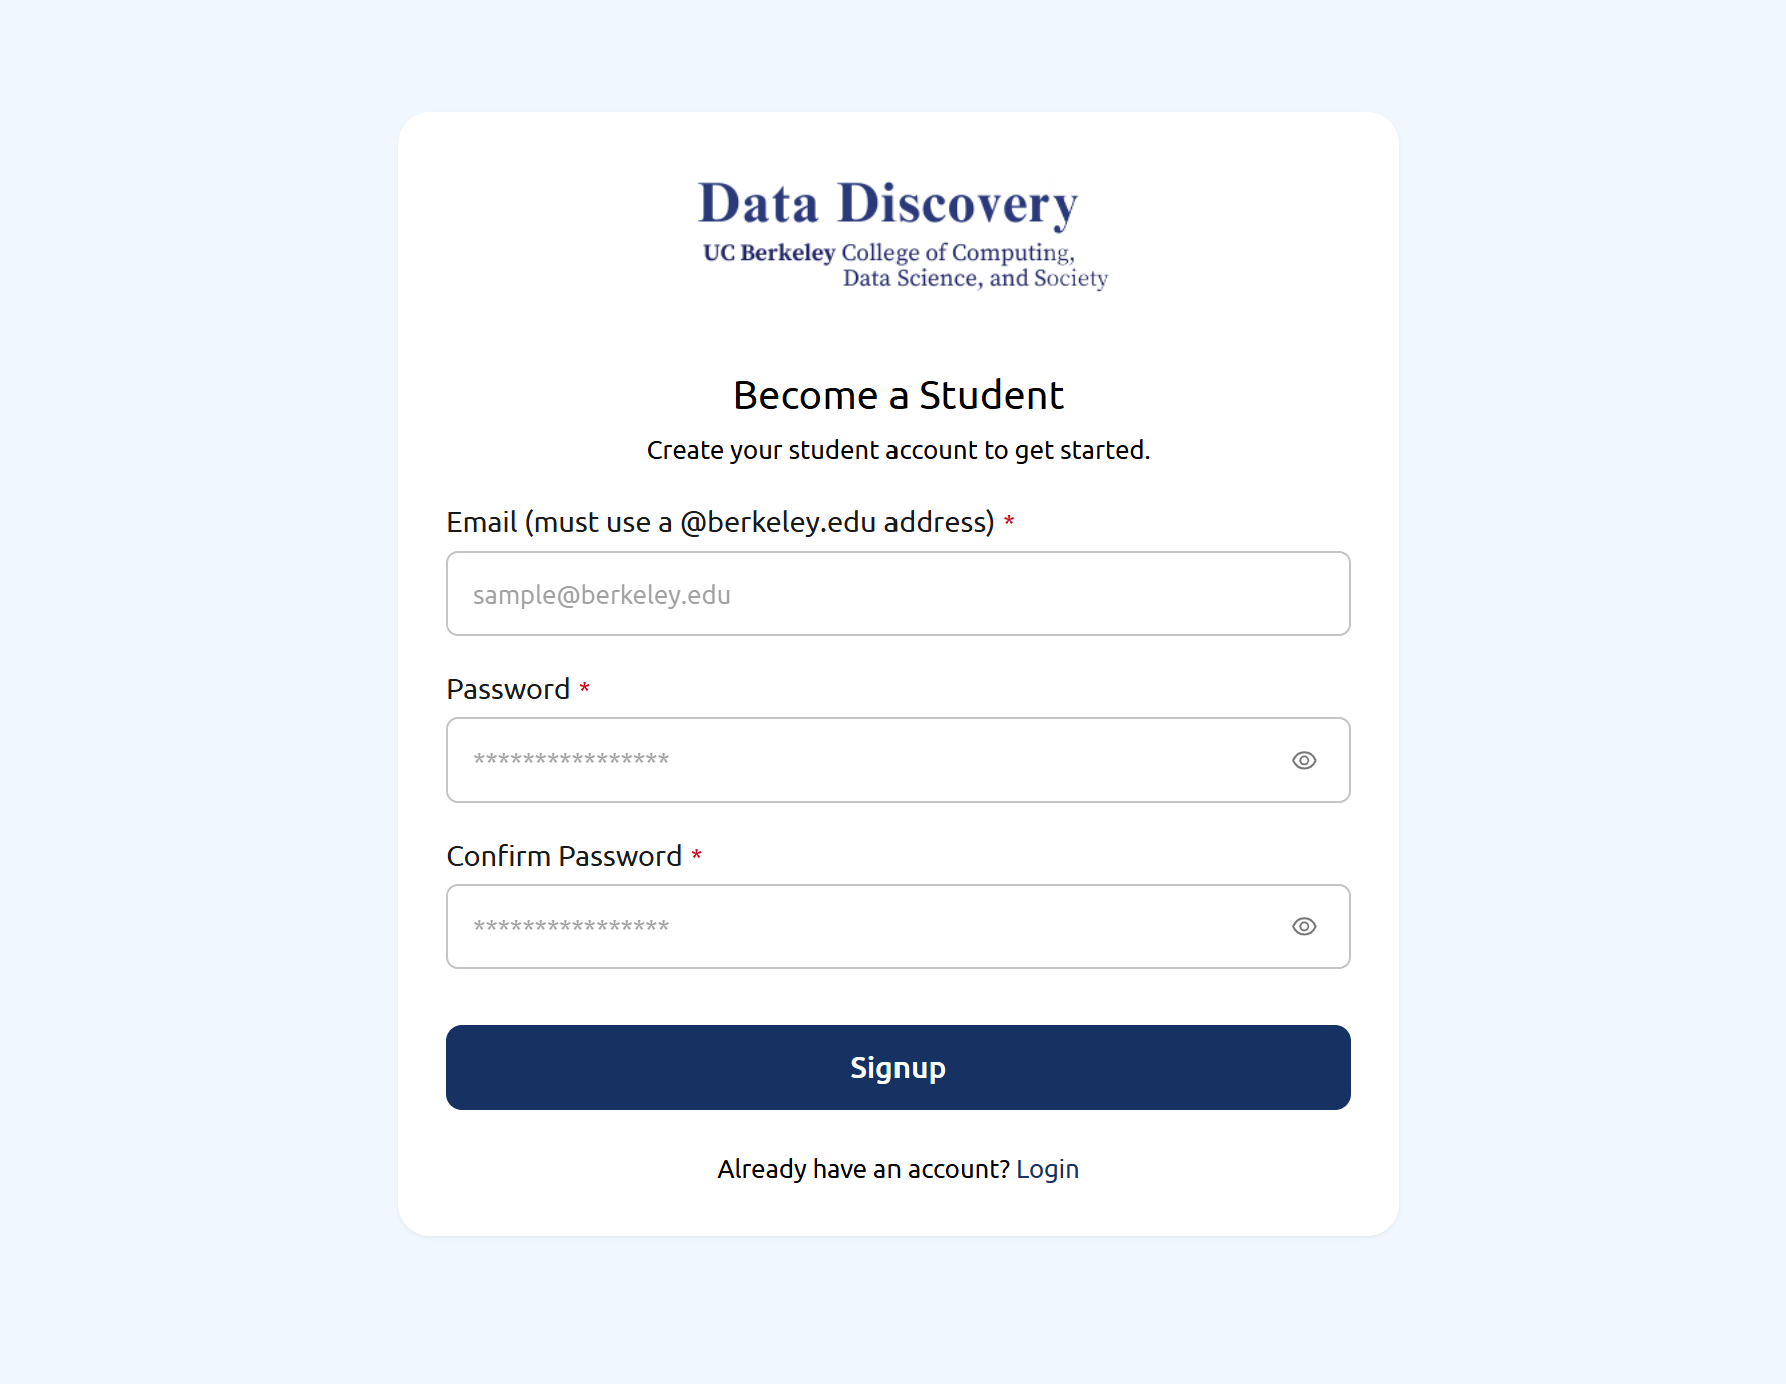 Data Discovery
UC Berkeley College of Computing,
Data Science, and Society
Become a Student
Create your student account to get started.
Email (must use a @berkeley.edu address) *
sample@berkeley.edu
Password *
****************
Confirm Password *
****************
Signup
Already have an account? Login